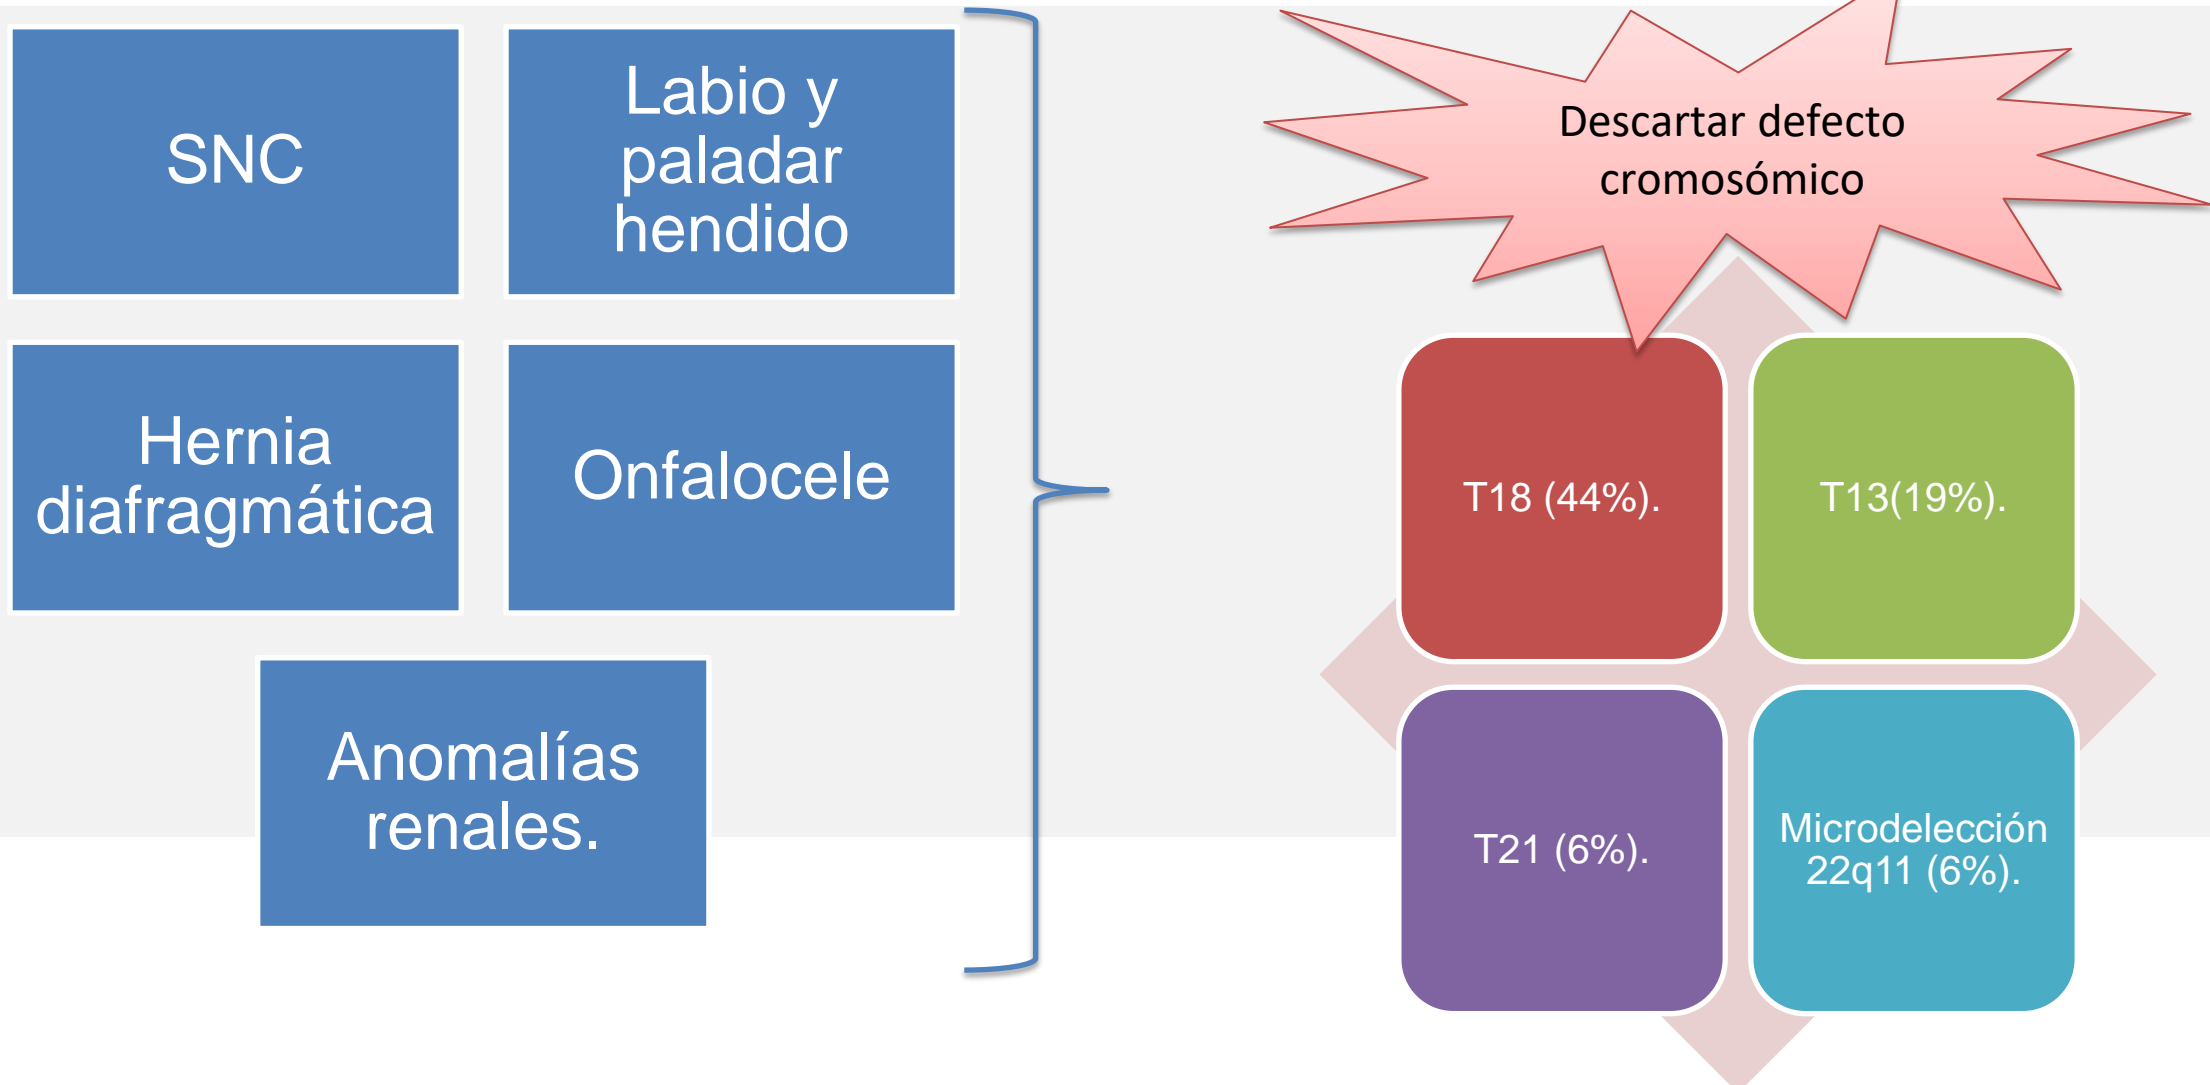 SNC
Labio y
paladar
hendido
Hernia
diafragmática
Onfalocele
Anomalías
renales.
Descartar defecto
cromosómico
T18 (44%).
T13(19%).
T21 (6%).
Microdelección
22q11 (6%).